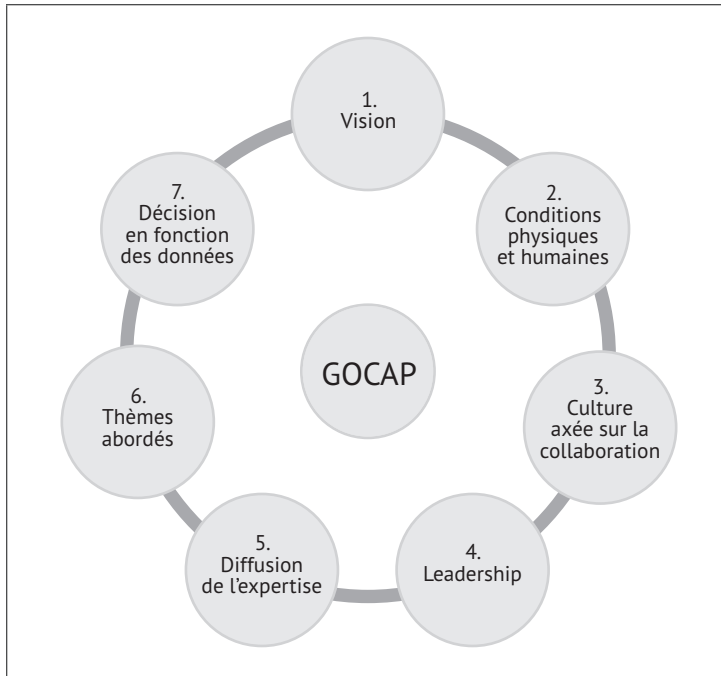 1.
Vision
2.
Conditions
physiques
et humaines
3.
Culture
axée sur la
collaboration
4.
Leadership
5.
Diffusion
de l’expertise
6.
Thèmes
abordés
7.
Décision
en fonction
des données
GOCAP